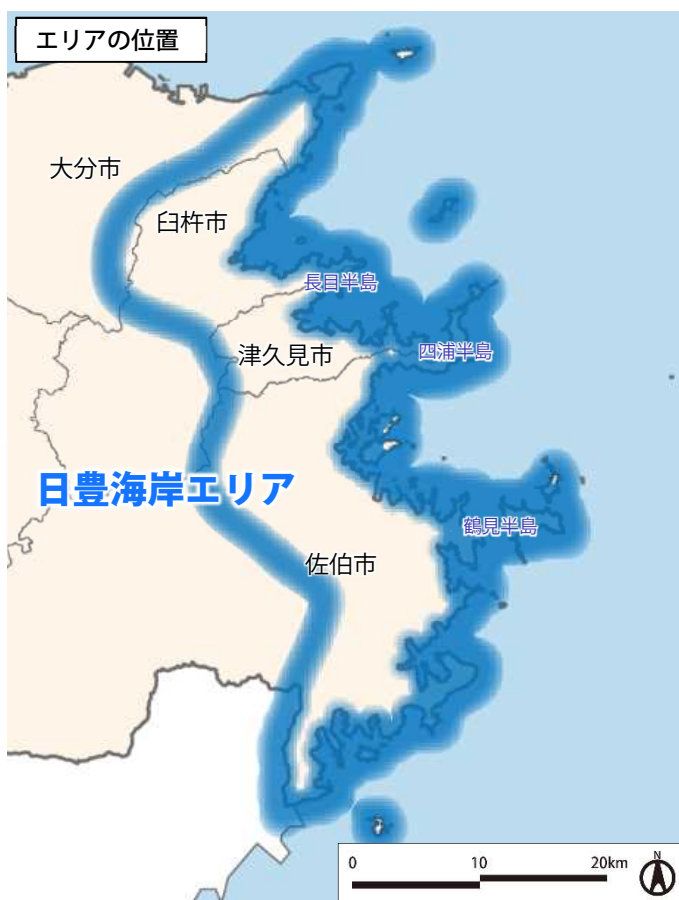 エリアの位置
大分市
臼杵市
長目半島
津久見市
四浦半島
日豊海岸エリア
鶴見半島
佐伯市
0 10 20km
N